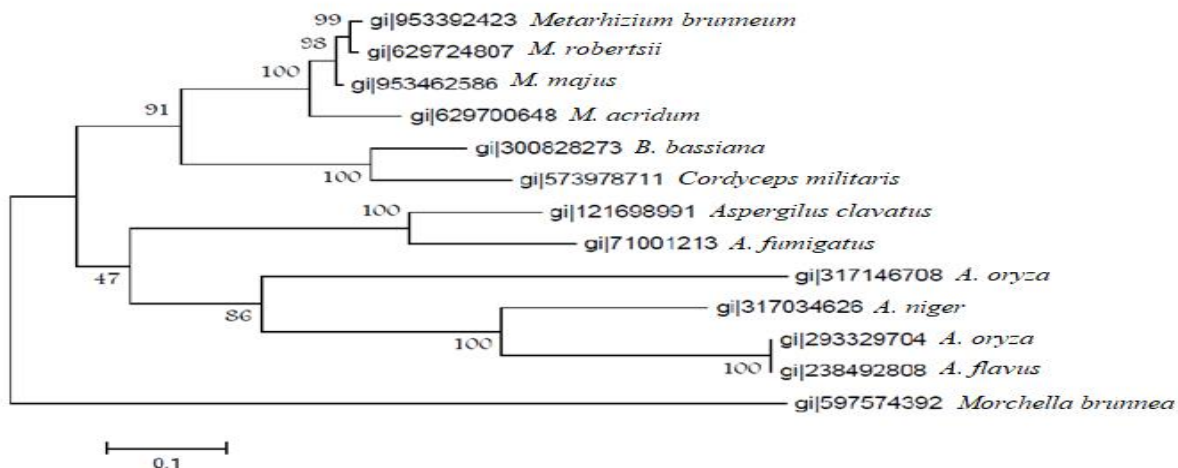 99 gi|953392423 Metarhizium brunneum
98 gi|629724807 M. robertsii
100 gi|953462586 M. majus
91 gi|629700648 M. acridum
gi|300828273 B. bassiana
100 gi|573978711 Cordyceps militaris
100 gi|121698991 Aspergilus clavatus
gi|71001213 A. fumigatus
47 gi|317146708 A. oryza
86 gi|317034626 A. niger
100 gi|293329704 A. oryza
100 gi|238492808 A. flavus
gi|597574392 Morchella brunnea
0.1